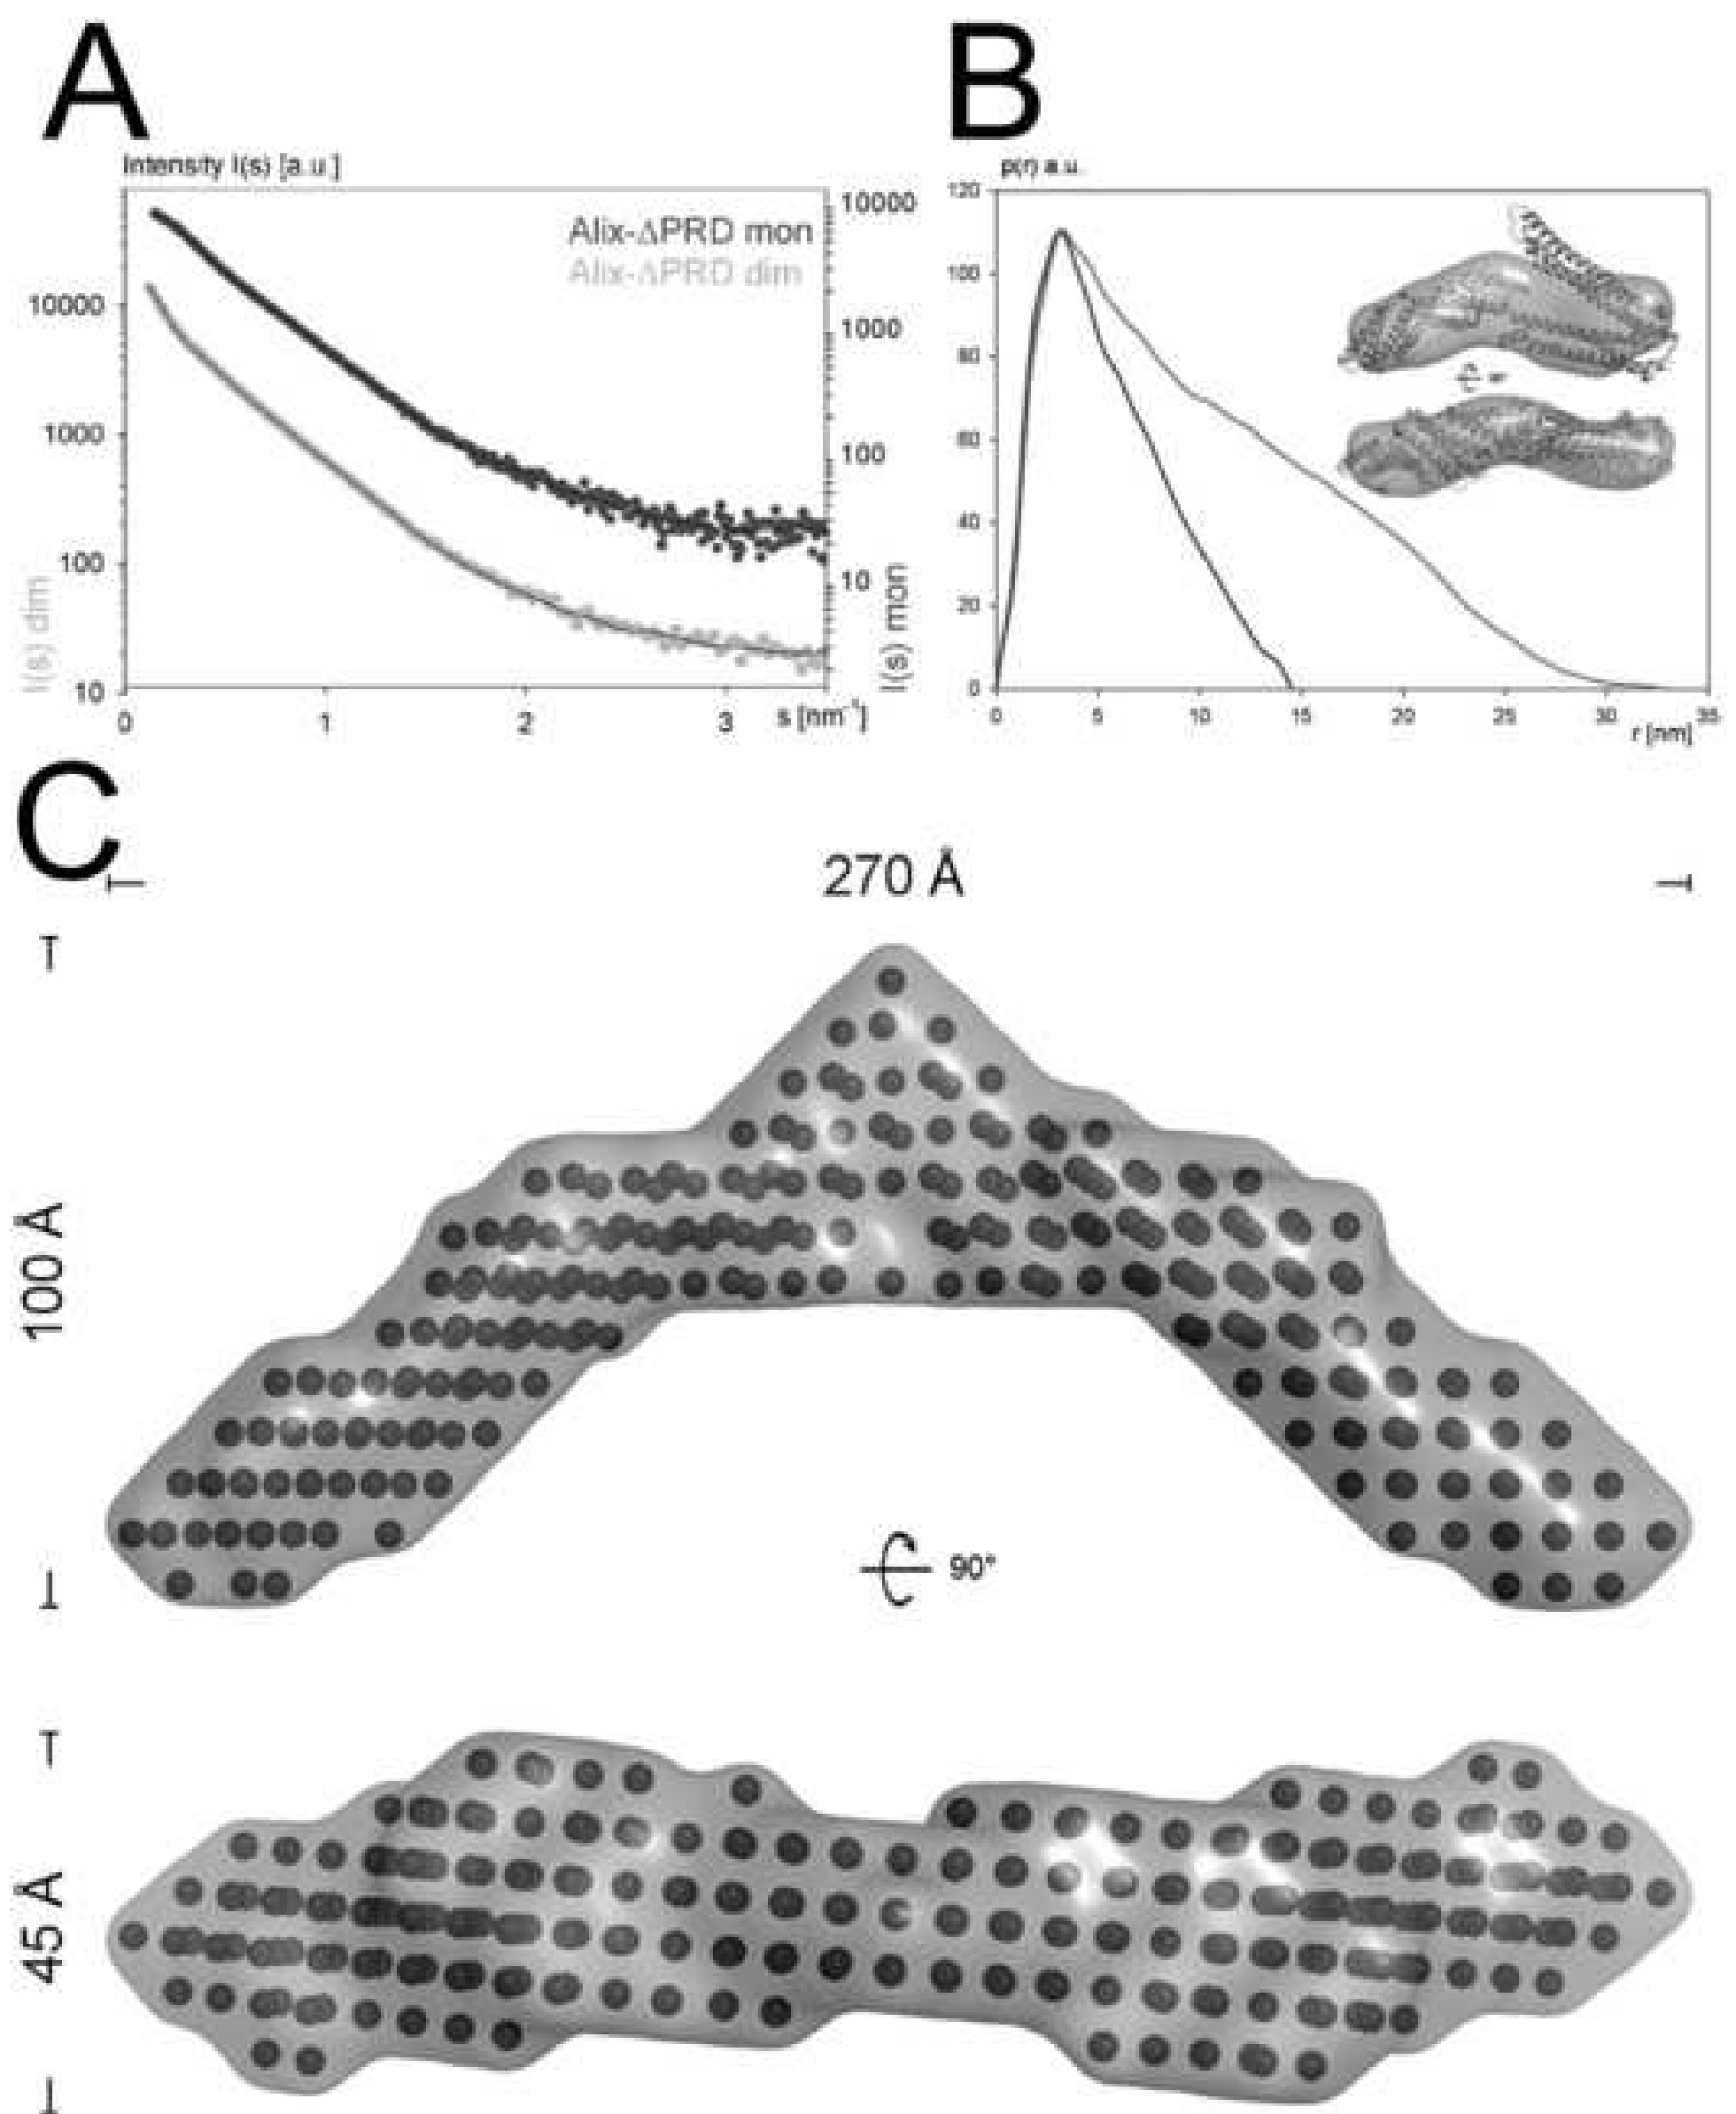 A
B
Intensity I(s) [a.u.]
p(r) a.u.
Alix-ΔPRD mon
Alix-ΔPRD dim
10000
1000
100
10
I(s) dim
10000
1000
100
10
I(s) mon
0
1
2
3
s [nm⁻¹]
120
100
80
60
40
20
0
0
5
10
15
20
25
30
35
r [nm]
C
270 Å
100 Å
90°
45 Å